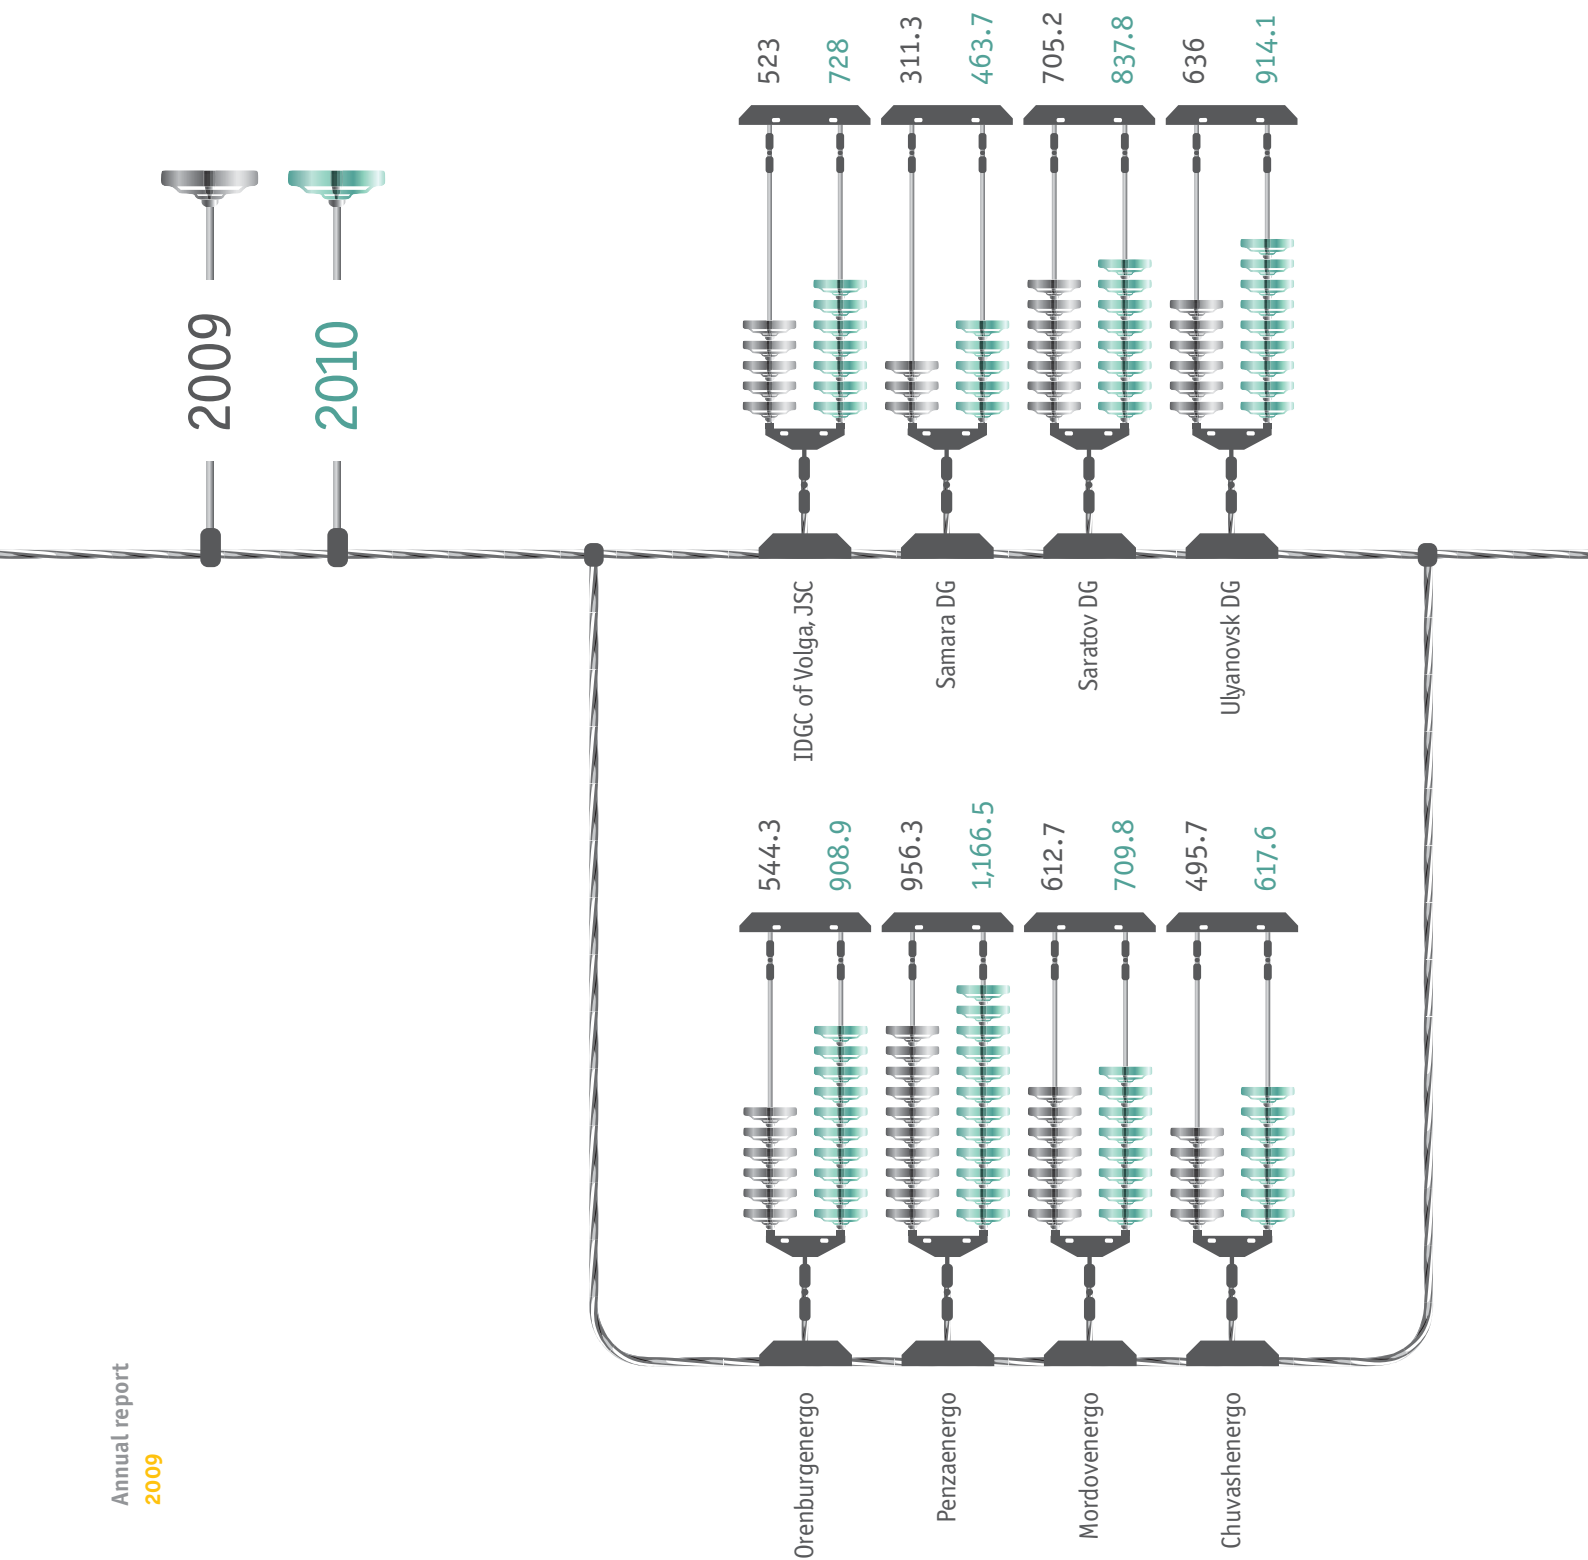 Annual report
2009
2009
2010
523
728
311.3
463.7
705.2
837.8
636
914.1
IDGC of Volga, JSC
Samara DG
Saratov DG
Ulyanovsk DG
544.3
908.9
956.3
1,166.5
612.7
709.8
495.7
617.6
Orenburgenergo
Penzaenergo
Mordovenergo
Chuvashenergo